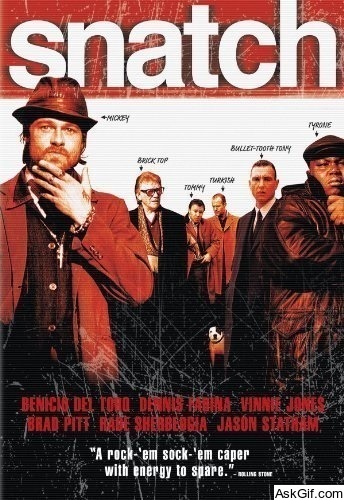 snatch
MICKEY
BRICK TOP
TOMMY
TURKISH
BULLET-TOOTH TONY
TYRONE
BENICIO DEL TORO DENNIS FARINA VINNIE JONES
BRAD PITT RADE SHERBEDGIA JASON STATHAM
"A rock-'em sock-'em caper
with energy to spare."
- ROLLING STONE
AskGif.com